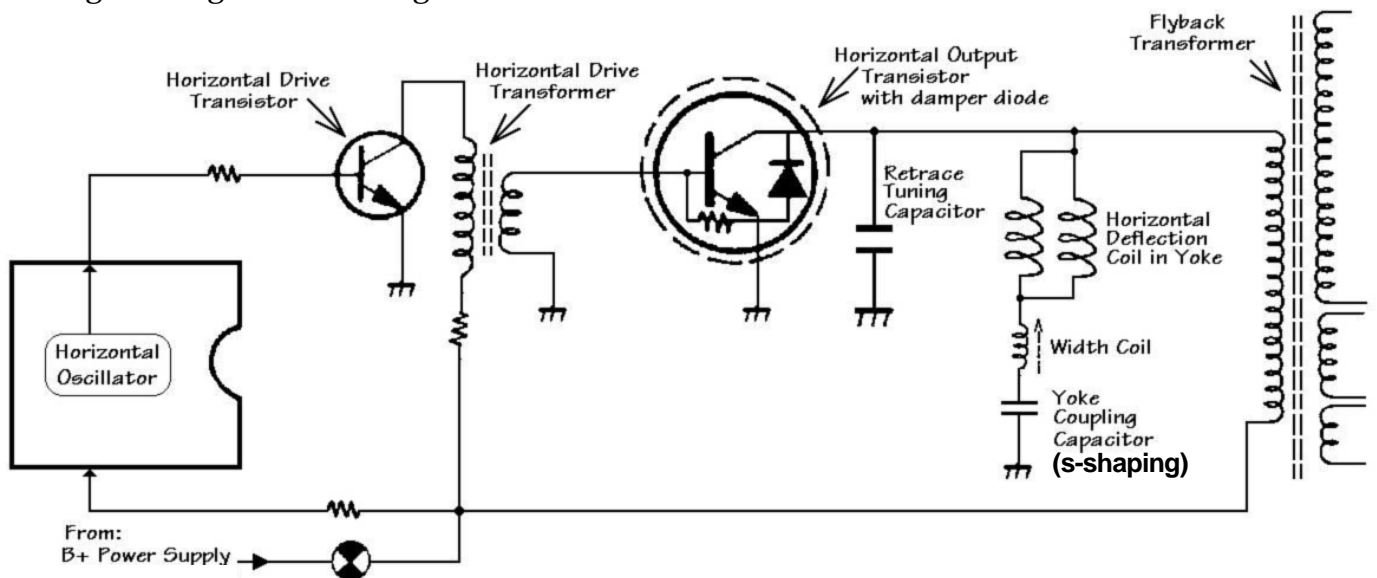 Flyback
Transformer
Horizontal Drive
Transistor
Horizontal Drive
Transformer
Horizontal Output
Transistor
with damper diode
Retrace
Tuning
Capacitor
Horizontal
Deflection
Coil in Yoke
Horizontal
Oscillator
Width Coil
Yoke
Coupling
Capacitor
(s-shaping)
From:
B+ Power Supply